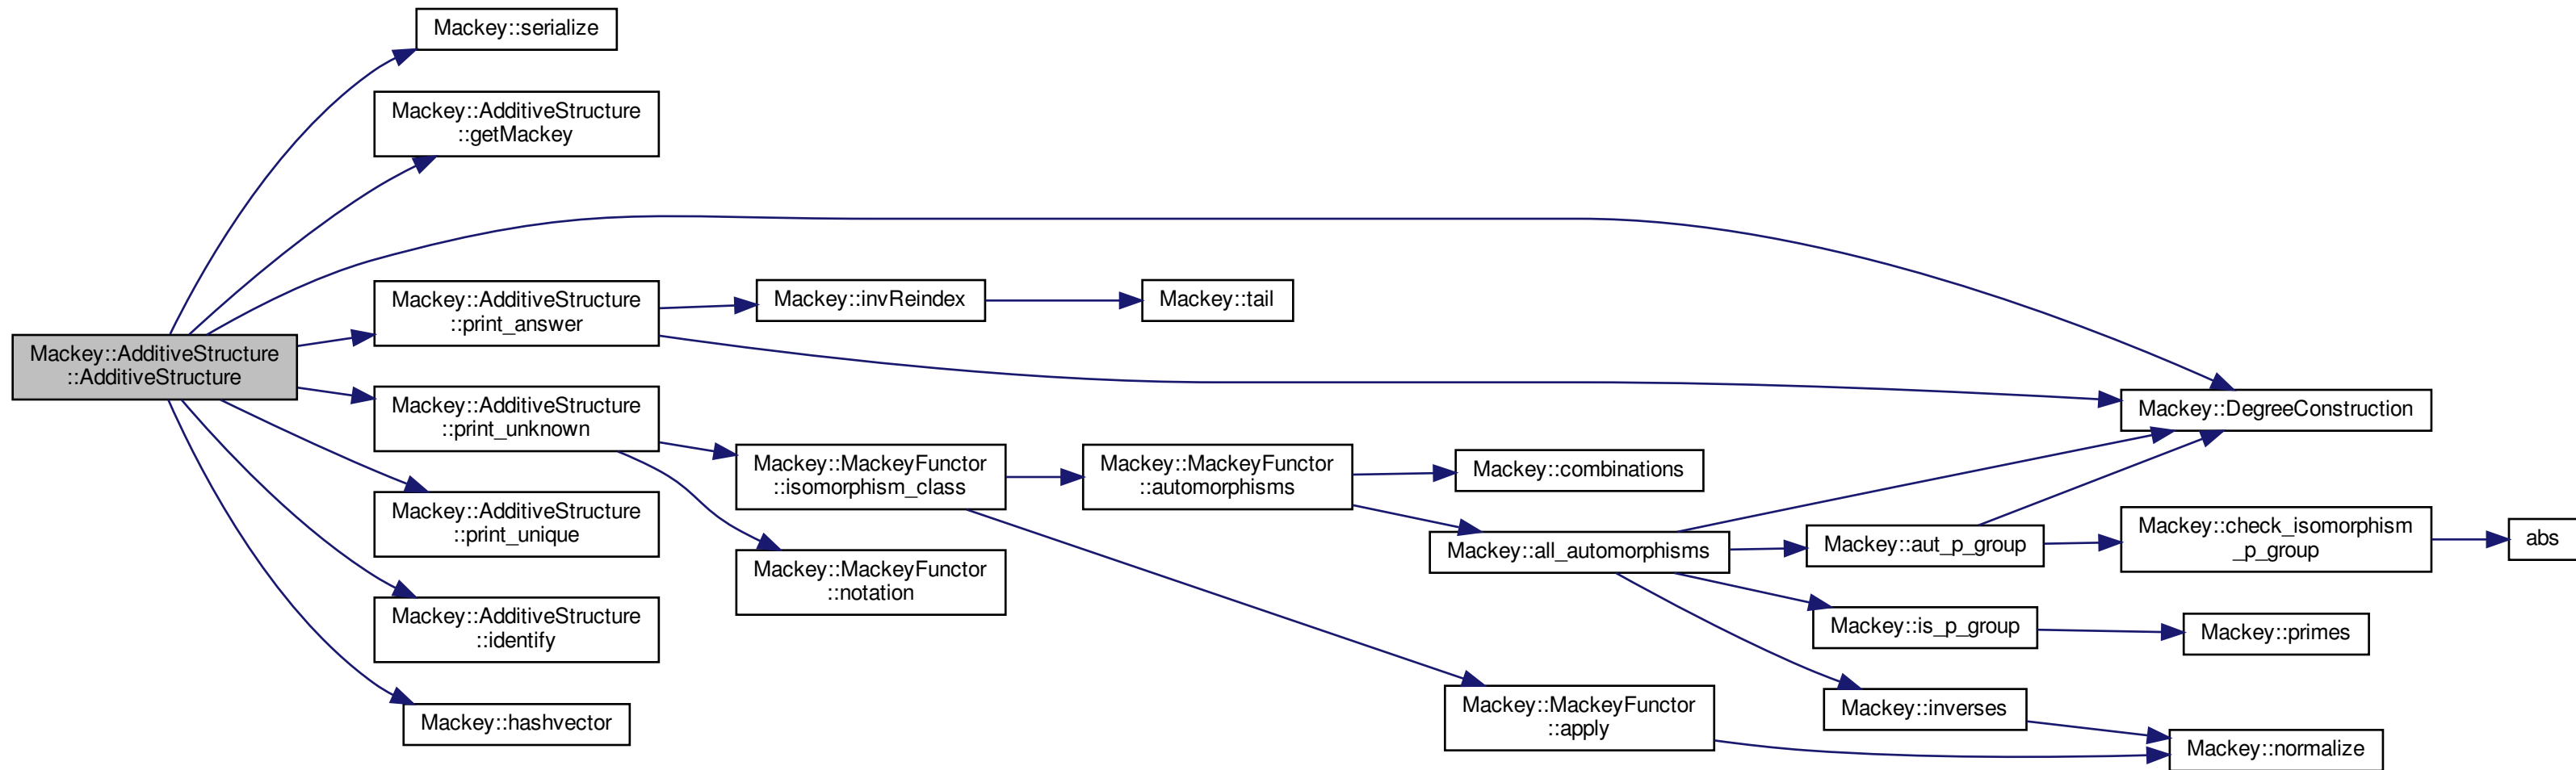 Mackey::serialize
Mackey::AdditiveStructure
::getMackey
Mackey::AdditiveStructure
::AdditiveStructure
Mackey::AdditiveStructure
::print_answer
Mackey::invReindex
Mackey::tail
Mackey::DegreeConstruction
Mackey::AdditiveStructure
::print_unknown
Mackey::MackeyFunctor
::isomorphism_class
Mackey::MackeyFunctor
::automorphisms
Mackey::combinations
Mackey::AdditiveStructure
::print_unique
Mackey::MackeyFunctor
::notation
Mackey::all_automorphisms
Mackey::aut_p_group
Mackey::check_isomorphism
_p_group
abs
Mackey::AdditiveStructure
::identify
Mackey::is_p_group
Mackey::primes
Mackey::hashvector
Mackey::MackeyFunctor
::apply
Mackey::inverses
Mackey::normalize